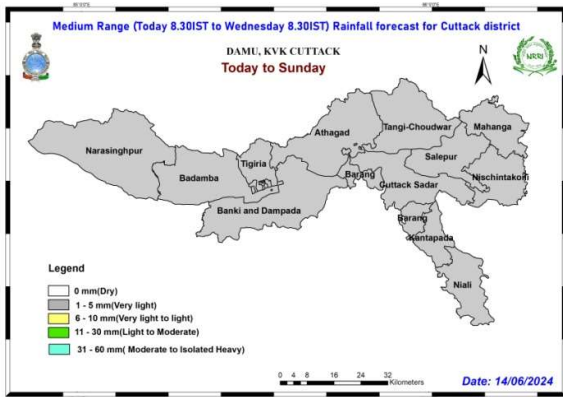 Medium Range (Today 8.30IST to Wednesday 8.30IST) Rainfall forecast for Cuttack district
DAMU, KVK CUTTACK
Today to Sunday
N
NRRI
Narasinghpur
Badamba
Tigiria
Athagad
Tangi-Choudwar
Mahanga
Salepur
Nischintakoili
Barang
Cuttack Sadar
Banki and Dampada
Barang
Kantapada
Niali
Legend
0 mm(Dry)
1 - 5 mm(Very light)
6 - 10 mm(Very light to light)
11 - 30 mm(Light to Moderate)
31 - 60 mm( Moderate to Isolated Heavy)
0 4 8 16 24 32
Kilometers
Date: 14/06/2024